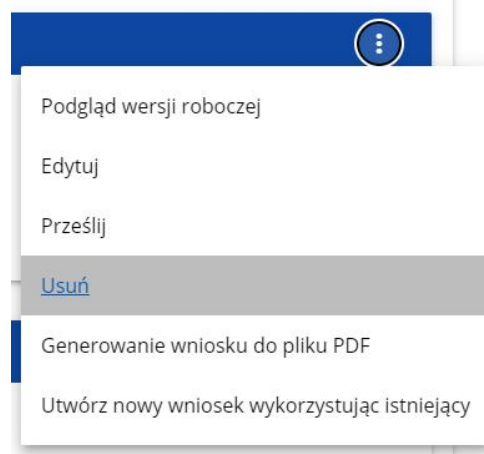 Podgląd wersji roboczej
Edytuj
Prześlij
Usuń
Generowanie wniosku do pliku PDF
Utwórz nowy wniosek wykorzystując istniejący